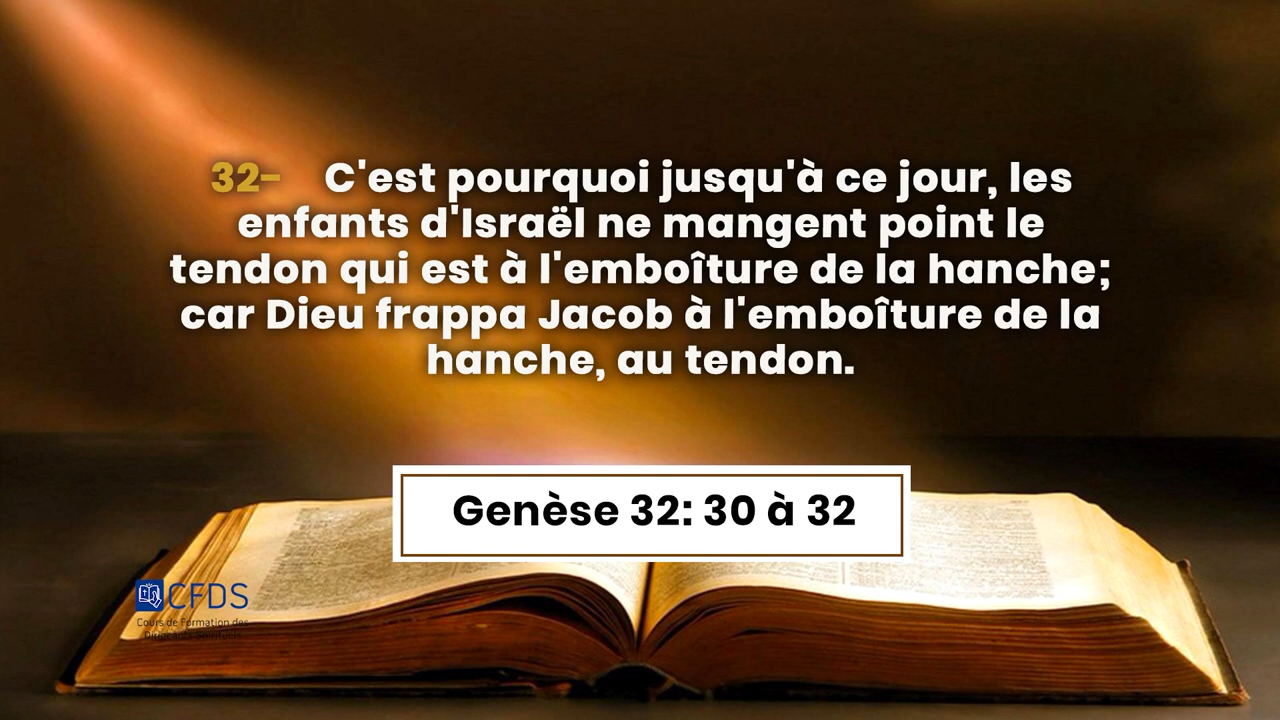 32- C'est pourquoi jusqu'à ce jour, les
enfants d'Israël ne mangent point le
tendon qui est à l'emboîture de la hanche;
car Dieu frappa Jacob à l'emboîture de la
hanche, au tendon.
Genèse 32: 30 à 32
CFDS
Cours de Formation des
Dirigeants Spirituels